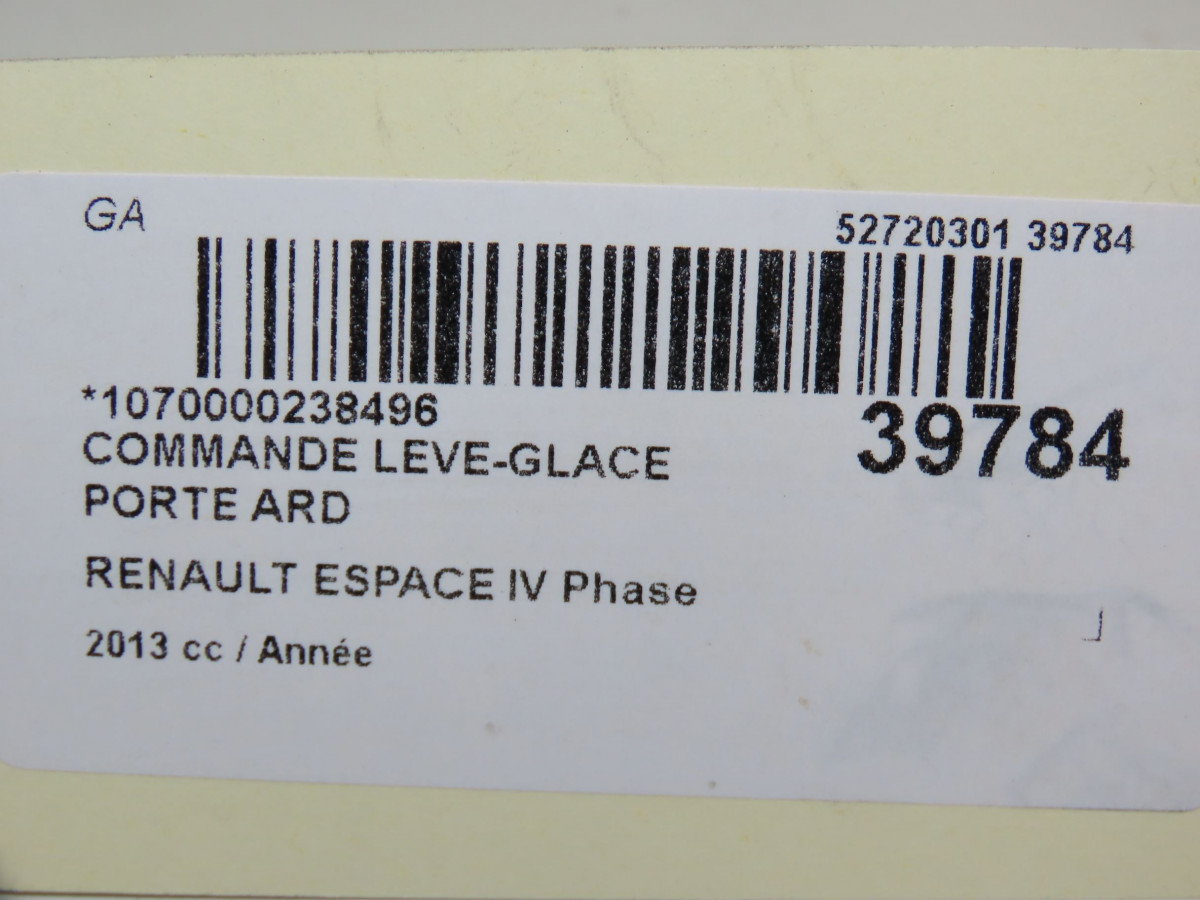 GA
52720301 39784
*1070000238496
39784
COMMANDE LEVE-GLACE
PORTE ARD
RENAULT ESPACE IV Phase
2013 cc / Année